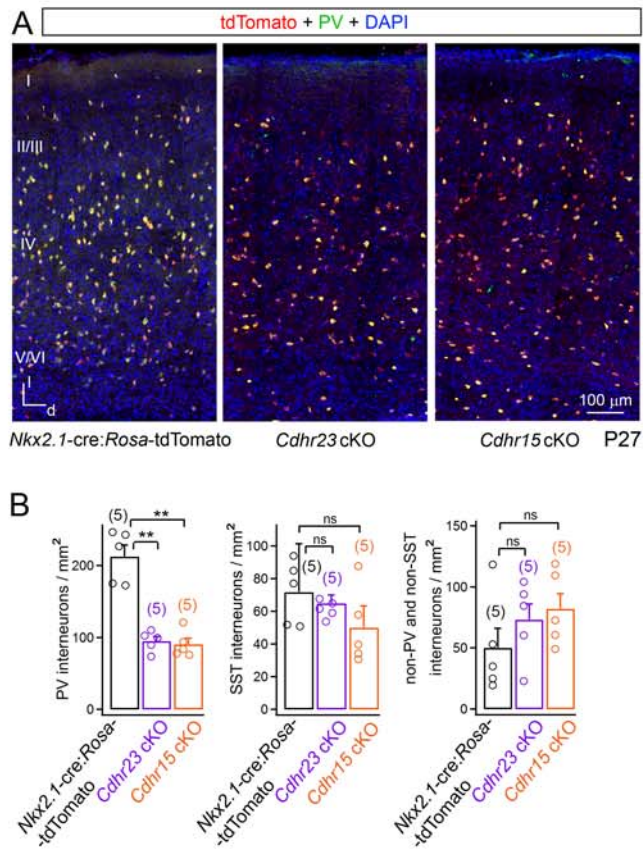 A
tdTomato + PV + DAPI
I
II/III
IV
V/VI
l
d
100 µm
Nkx2.1-cre:Rosa-tdTomato
Cdhr23 cKO
Cdhr15 cKO
P27
B
PV interneurons / mm²
200
100
0
(5)
**
**
(5)
(5)
Nkx2.1-cre:Rosa-
-tdTomato
Cdhr23 cKO
Cdhr15 cKO
SST interneurons / mm²
100
80
60
40
20
0
ns
ns
(5)
(5)
(5)
Nkx2.1-cre:Rosa-
-tdTomato
Cdhr23 cKO
Cdhr15 cKO
non-PV and non-SST
interneurons / mm²
150
100
50
0
ns
ns
(5)
(5)
(5)
Nkx2.1-cre:Rosa-
-tdTomato
Cdhr23 cKO
Cdhr15 cKO